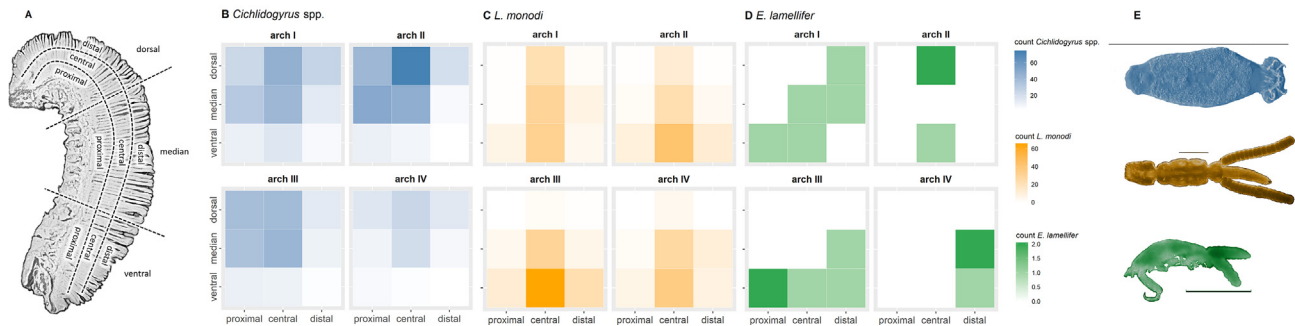 A
distal
central
proximal
dorsal
proximal
central
distal
median
proximal
central
distal
ventral
B Cichlidogyrus spp.
arch I
arch II
dorsal
median
ventral
arch III
arch IV
dorsal
median
ventral
proximal central distal
proximal central distal
C L. monodi
arch I
arch II
arch III
arch IV
proximal central distal
proximal central distal
D E. lamellifer
arch I
arch II
arch III
arch IV
proximal central distal
proximal central distal
count Cichlidogyrus spp.
60
40
20
0
count L. monodi
60
40
20
0
count E. lamellifer
2.0
1.5
1.0
0.5
0.0
E